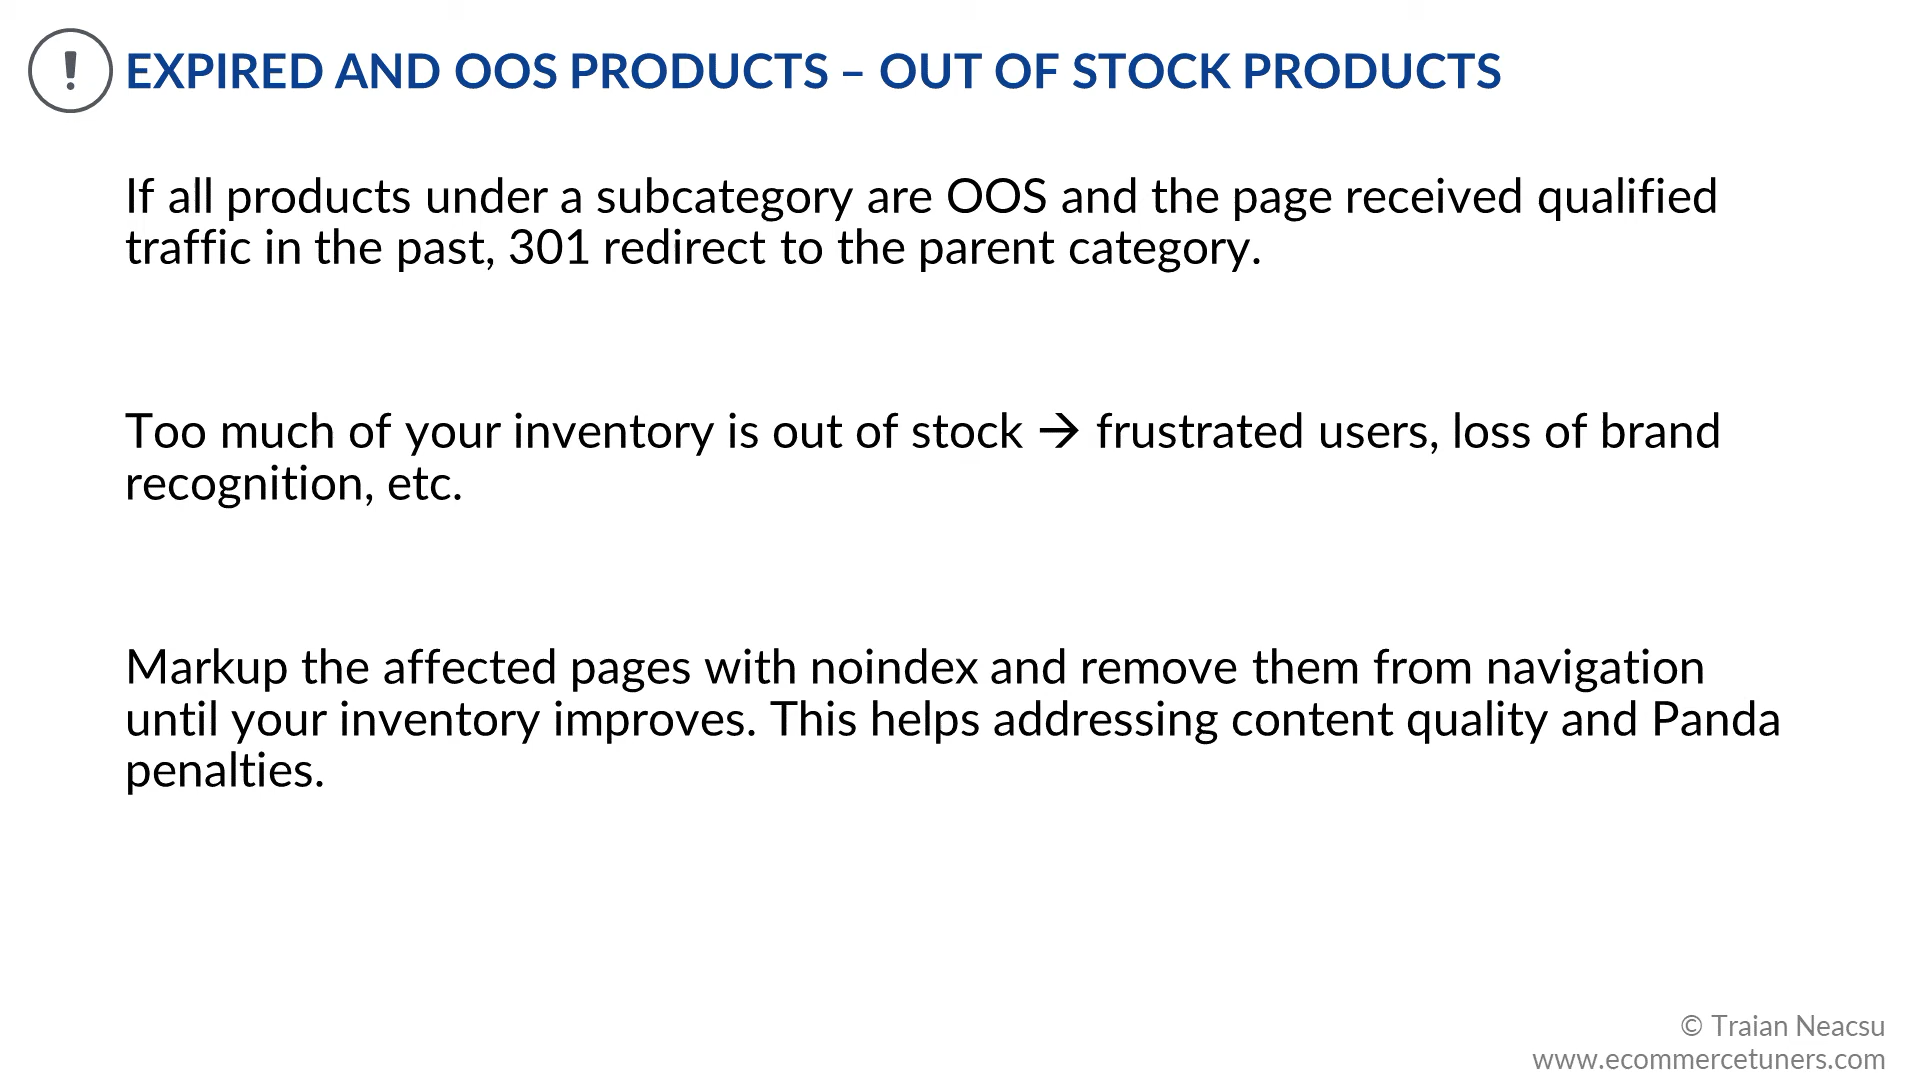 ! EXPIRED AND OOS PRODUCTS – OUT OF STOCK PRODUCTS
If all products under a subcategory are OOS and the page received qualified
traffic in the past, 301 redirect to the parent category.
Too much of your inventory is out of stock → frustrated users, loss of brand
recognition, etc.
Markup the affected pages with noindex and remove them from navigation
until your inventory improves. This helps addressing content quality and Panda
penalties.
© Traian Neacsu
www.ecommercetuners.com